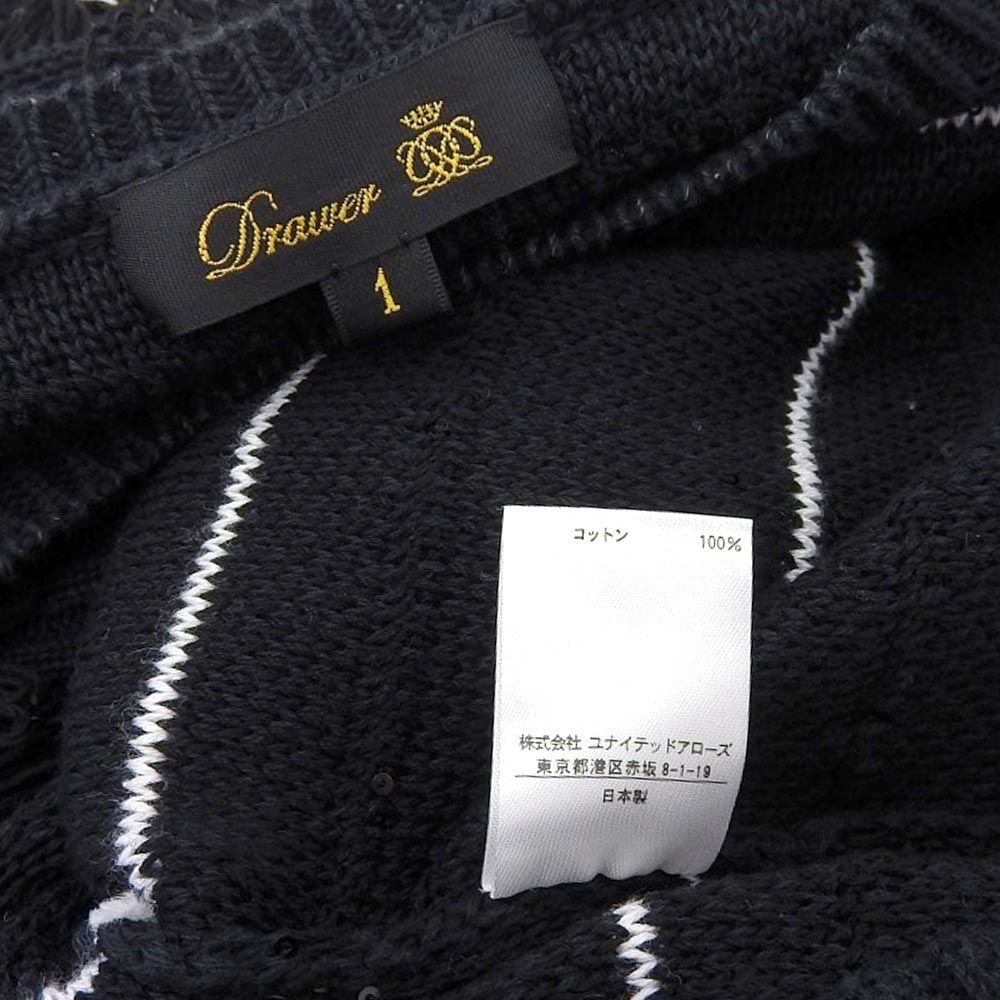 Drawer
1
コットン 100%
株式会社 ユナイテッドアローズ
東京都港区赤坂 8-1-19
日本製